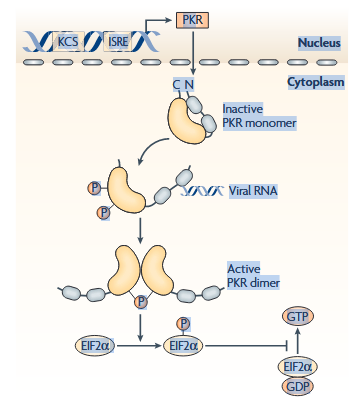 PKR
KCS ISRE
Nucleus
Cytoplasm
C N
Inactive
PKR monomer
P
P
Viral RNA
Active
PKR dimer
P
P
GTP
EIF2α
EIF2α
EIF2α
GDP